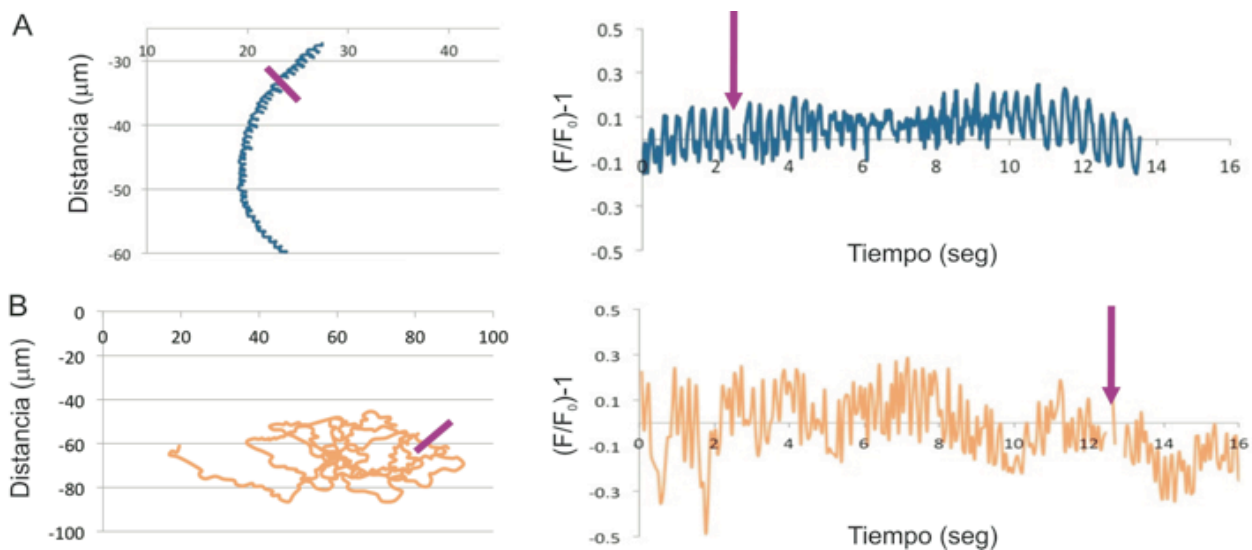 A
Distancia (μm)
10 20 30 40
-30
-40
-50
-60
(F/F₀)-1
0.5
0.3
0.1
-0.1
-0.3
-0.5
0 2 4 6 8 10 12 14 16
Tiempo (seg)
B
Distancia (μm)
0
0 20 40 60 80 100
-20
-40
-60
-80
-100
(F/F₀)-1
0.5
0.3
0.1
-0.1
-0.3
-0.5
0 2 4 6 8 10 12 14 16
Tiempo (seg)